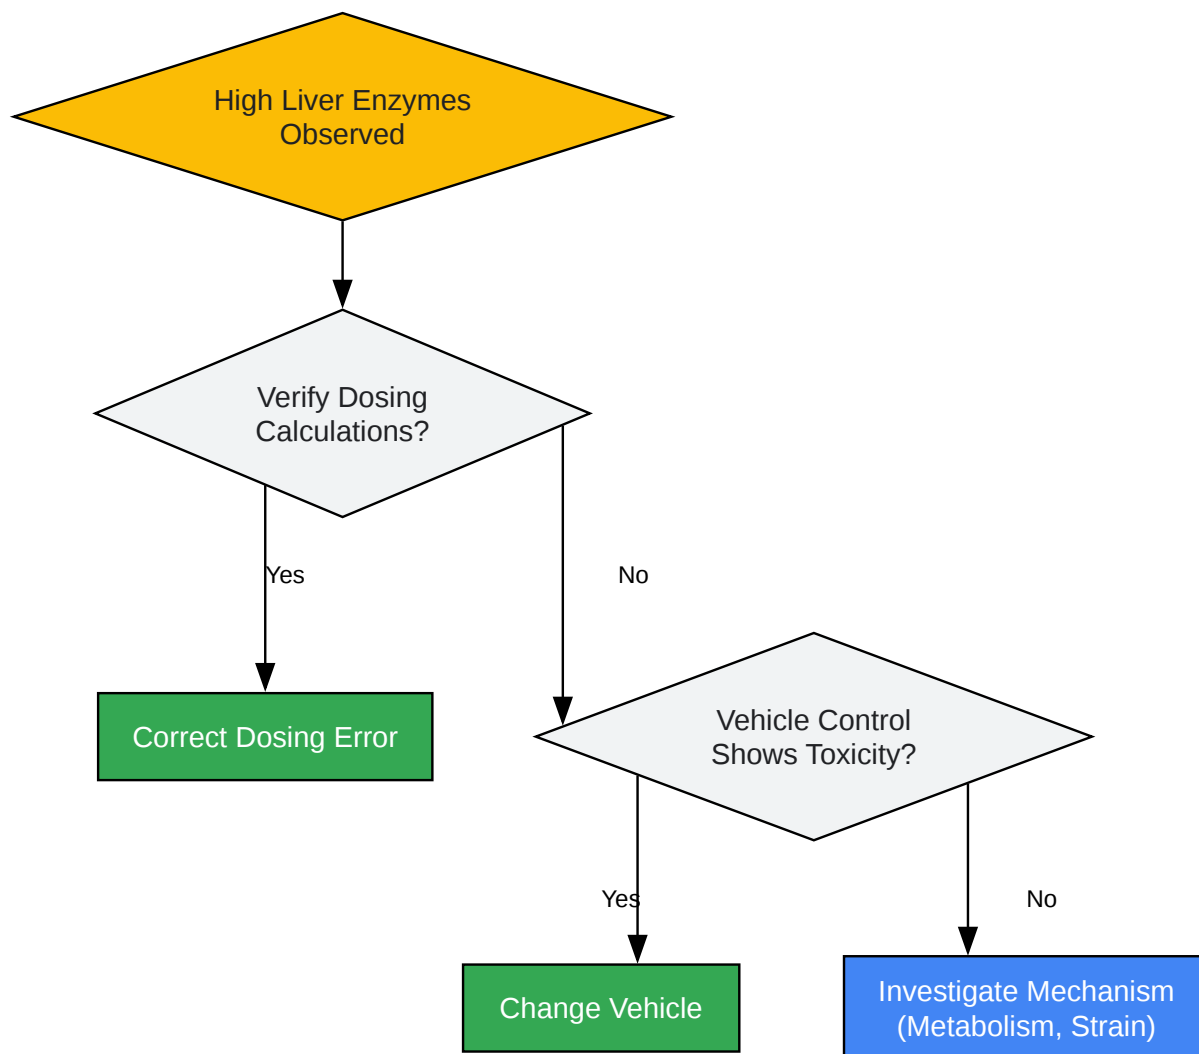 High Liver Enzymes
Observed
Verify Dosing
Calculations?
Yes
No
Correct Dosing Error
Vehicle Control
Shows Toxicity?
Yes
No
Change Vehicle
Investigate Mechanism
(Metabolism, Strain)